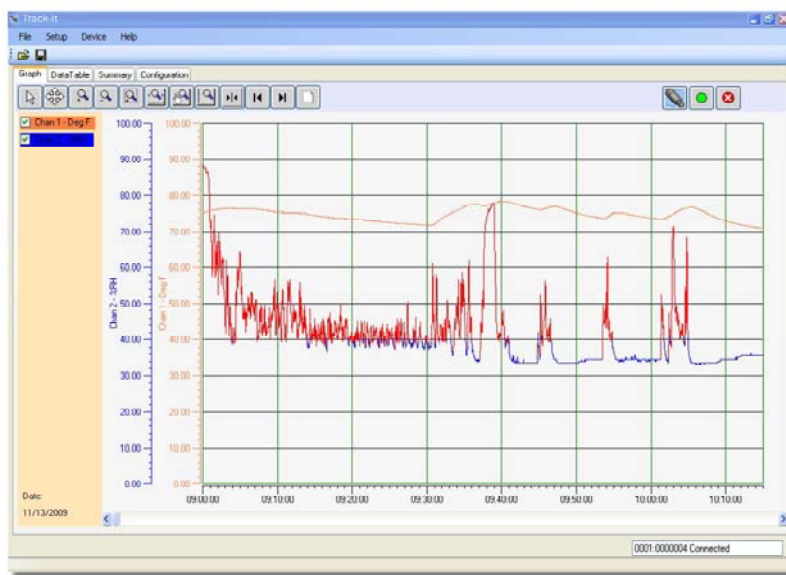 Track-It
File Setup Device Help
Graph DataTable Summary Configuration
Chan 1 - Deg F
100.00 100.00
90.00 90.00
80.00 80.00
70.00 70.00
60.00 60.00
50.00 50.00
40.00 40.00
30.00 30.00
20.00 20.00
10.00 10.00
0.00 0.00
Chan 2 - %RH
Chan 1 - Deg F
09:00:00 09:10:00 09:20:00 09:30:00 09:40:00 09:50:00 10:00:00 10:10:00
Date:
11/13/2009
0001:0000004 Connected